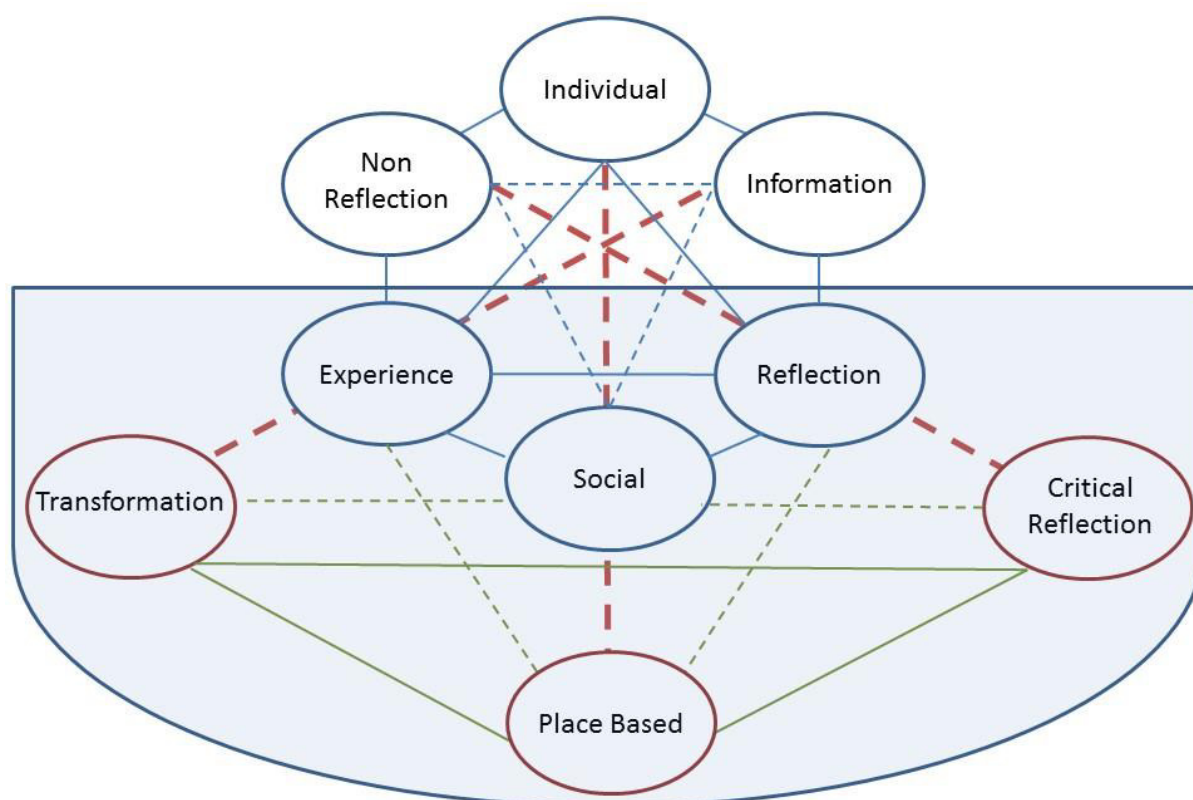 Individual
Non
Reflection
Information
Experience
Reflection
Social
Transformation
Critical
Reflection
Place Based